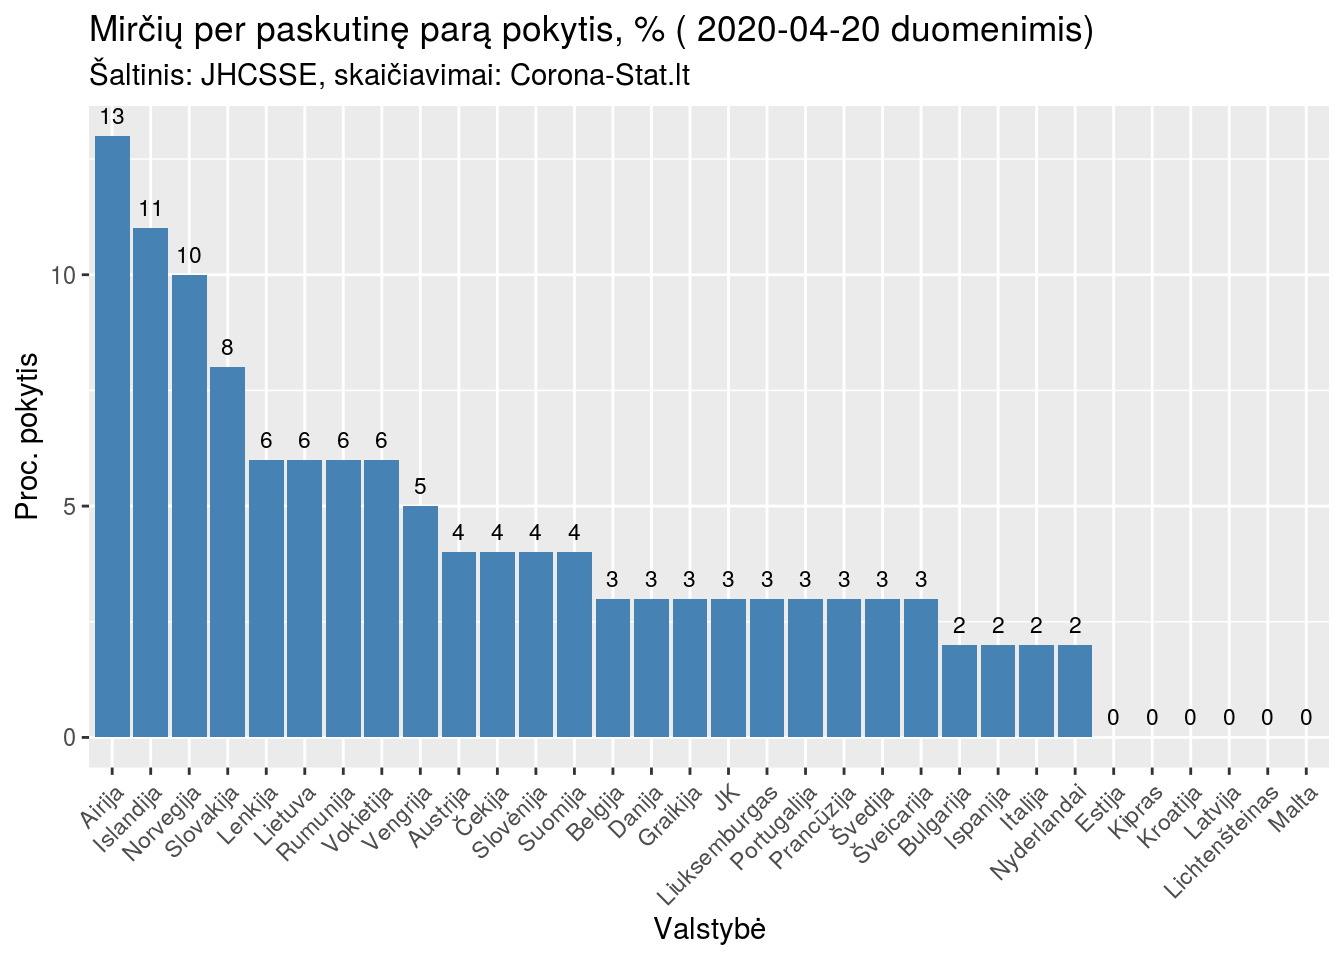 Mirčių per paskutinę parą pokytis, % ( 2020-04-20 duomenimis)
Šaltinis: JHCSSE, skaičiavimai: Corona-Stat.lt
Proc. pokytis
10
5
0
13 11 10 8 6 6 6 6 5 4 4 4 4 3 3 3 3 3 3 3 3 3 2 2 2 2 0 0 0 0 0 0
Airija
Islandija
Norvegija
Slovakija
Lenkija
Lietuva
Rumunija
Vokietija
Vengrija
Austrija
Čekija
Slovėnija
Suomija
Belgija
Danija
Graikija
JK
Liuksemburgas
Portugalija
Prancūzija
Švedija
Šveicarija
Bulgarija
Ispanija
Italija
Nyderlandai
Estija
Kipras
Kroatija
Latvija
Lichtenšteinas
Malta
Valstybė